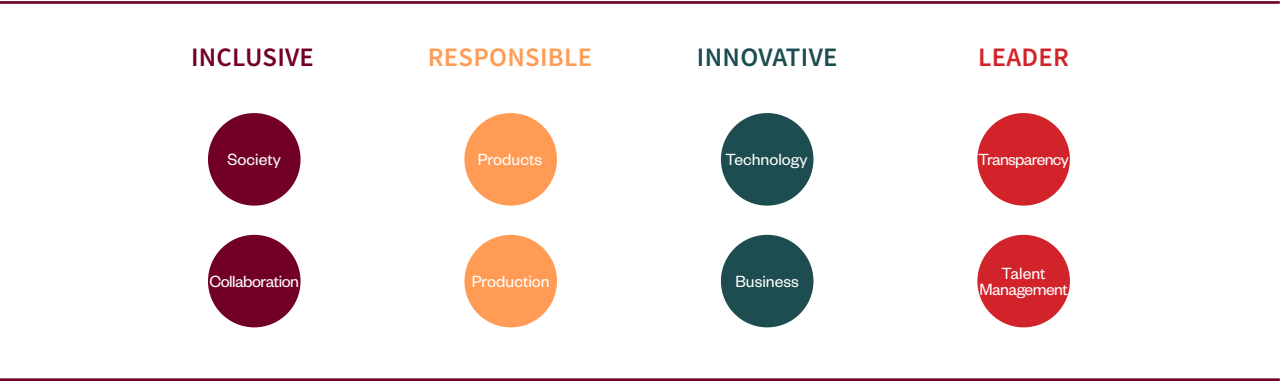 INCLUSIVE
RESPONSIBLE
INNOVATIVE
LEADER
Society
Products
Technology
Transparency
Collaboration
Production
Business
Talent
Management